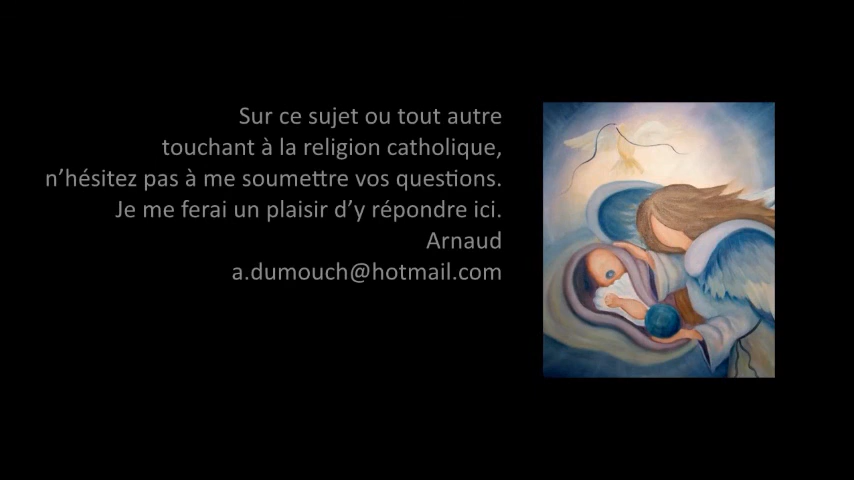 Sur ce sujet ou tout autre
touchant à la religion catholique,
n’hésitez pas à me soumettre vos questions.
Je me ferai un plaisir d’y répondre ici.
Arnaud
a.dumouch@hotmail.com